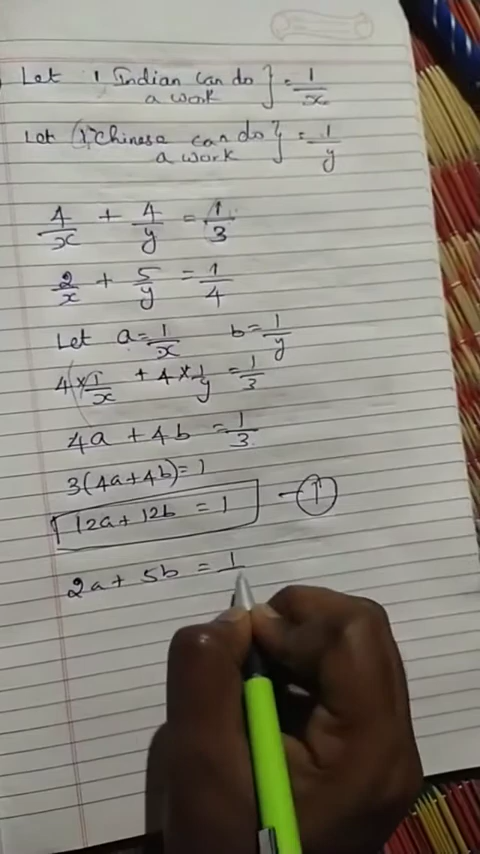 Let 1 Indian can do } = 1/x
a work
Let (1) Chinese can do } = 1/y
a work
4/x + 4/y = 1/3
2/x + 5/y = 1/4
Let a = 1/x b = 1/y
4 × 1/x + 4 × 1/y = 1/3
4a + 4b = 1/3
3(4a + 4b) = 1
12a + 12b = 1 — 1
2a + 5b = 1/